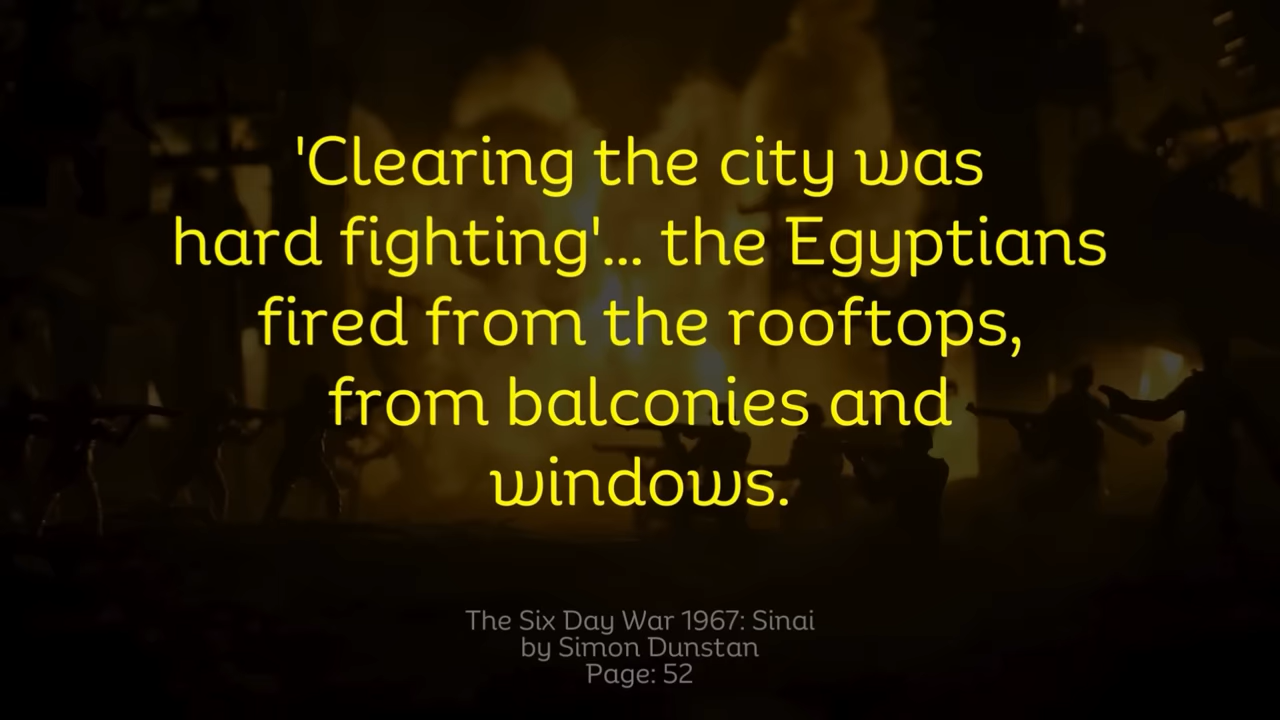 'Clearing the city was
hard fighting'... the Egyptians
fired from the rooftops,
from balconies and
windows.
The Six Day War 1967: Sinai
by Simon Dunstan
Page: 52